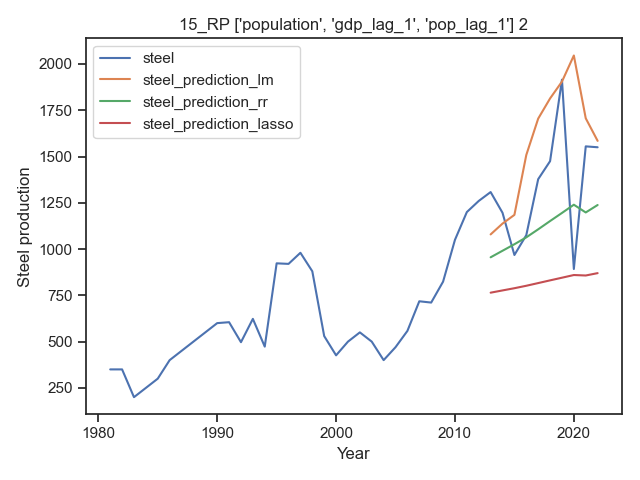 15_RP ['population', 'gdp_lag_1', 'pop_lag_1'] 2
steel
steel_prediction_lm
steel_prediction_rr
steel_prediction_lasso
2000
1750
1500
1250
1000
750
500
250
Steel production
1980
1990
2000
2010
2020
Year